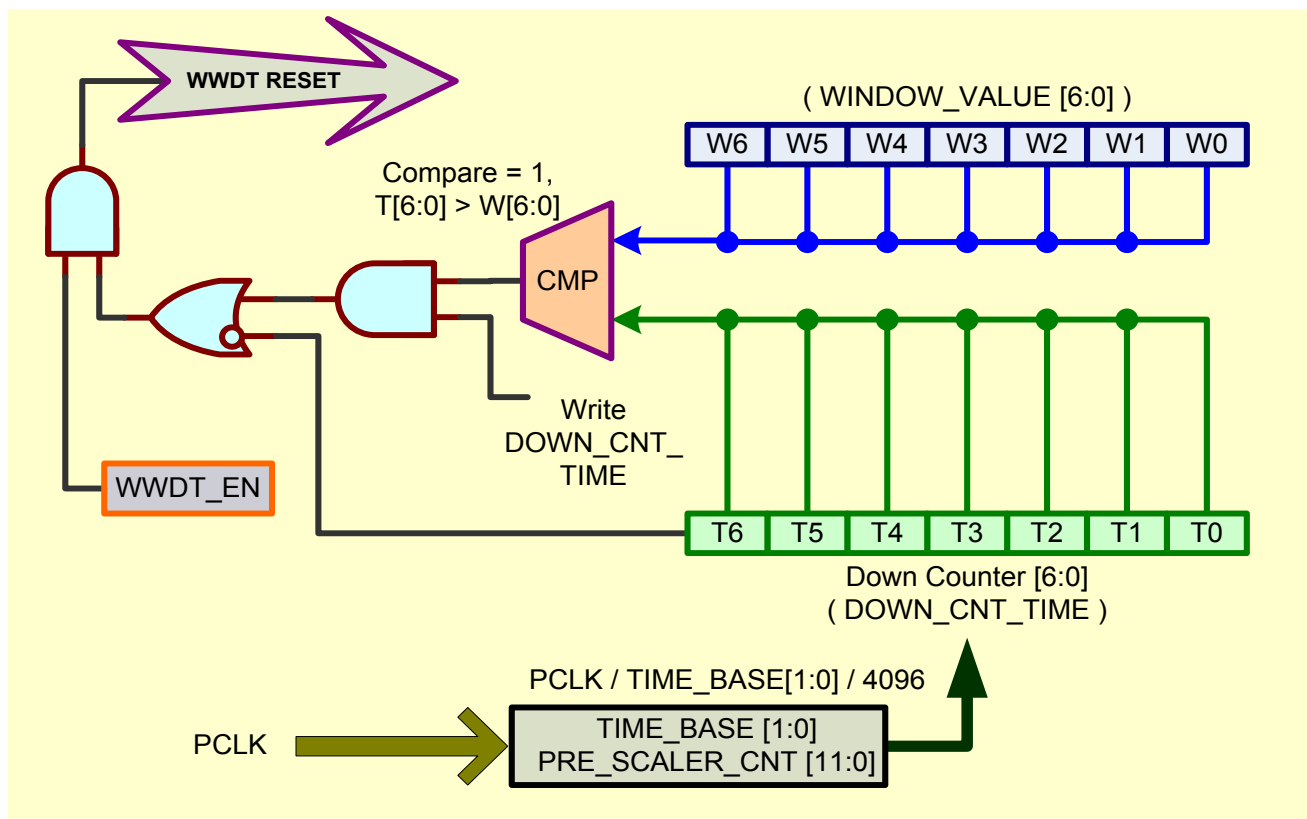 WWDT RESET
( WINDOW_VALUE [6:0] )
W6 W5 W4 W3 W2 W1 W0
Compare = 1,
T[6:0] > W[6:0]
CMP
Write
DOWN_CNT_
TIME
WWDT_EN
T6 T5 T4 T3 T2 T1 T0
Down Counter [6:0]
( DOWN_CNT_TIME )
PCLK / TIME_BASE[1:0] / 4096
PCLK
TIME_BASE [1:0]
PRE_SCALER_CNT [11:0]